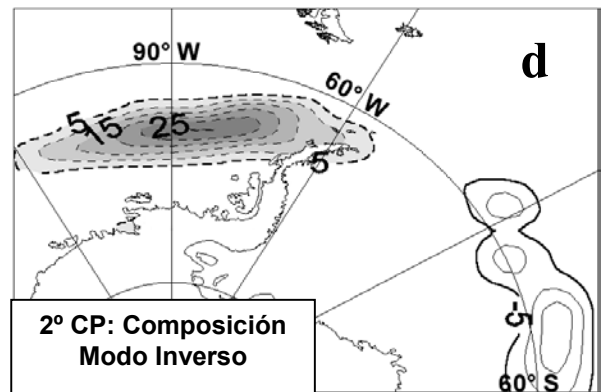 90° W
60° W
d
5
15
25
5
-5
60° S
2º CP: Composición
Modo Inverso